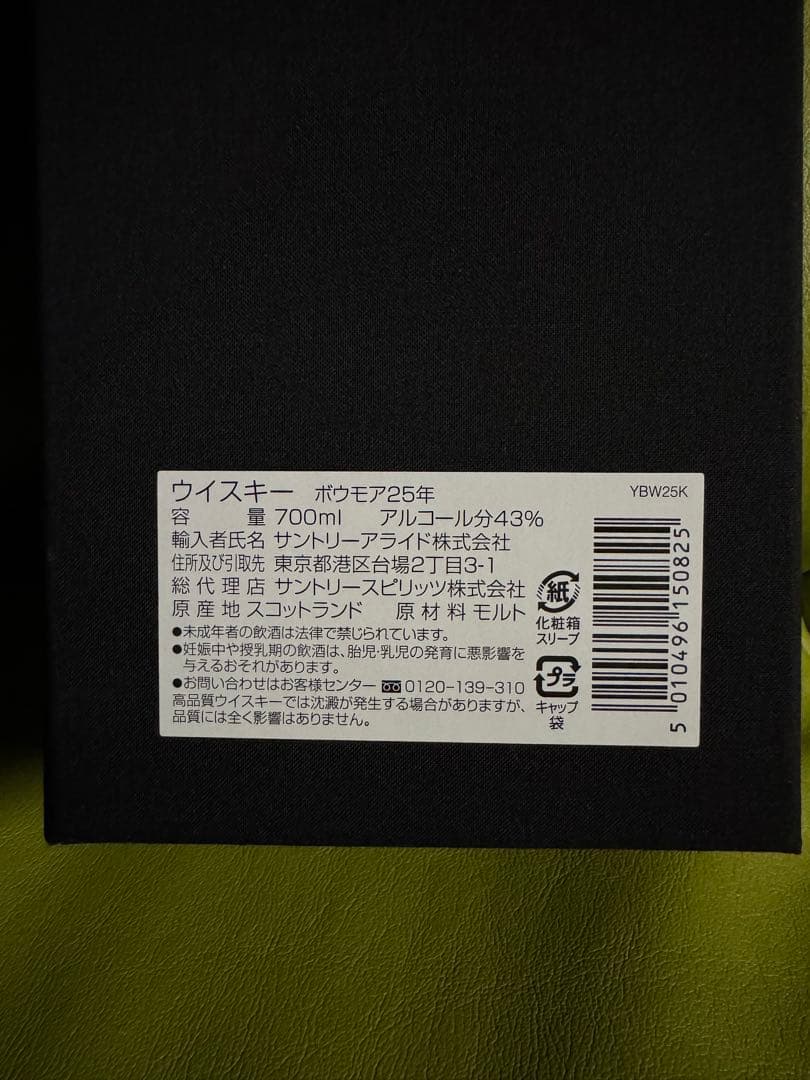 ウイスキー ボウモア25年 YBW25K
容 量 700ml アルコール分43%
輸入者氏名 サントリーアライド株式会社
住所及び引取先 東京都港区台場2丁目3-1
総代理店 サントリースピリッツ株式会社
原産地 スコットランド 原材料 モルト
●未成年者の飲酒は法律で禁じられています。
●妊娠中や授乳期の飲酒は、胎児・乳児の発育に悪影響を
与えるおそれがあります。
●お問い合わせはお客様センター 0120-139-310
高品質ウイスキーでは沈澱が発生する場合がありますが、
品質には全く影響はありません。
紙
化粧箱
スリーブ
プラ
キャップ
袋
5 010496 150825